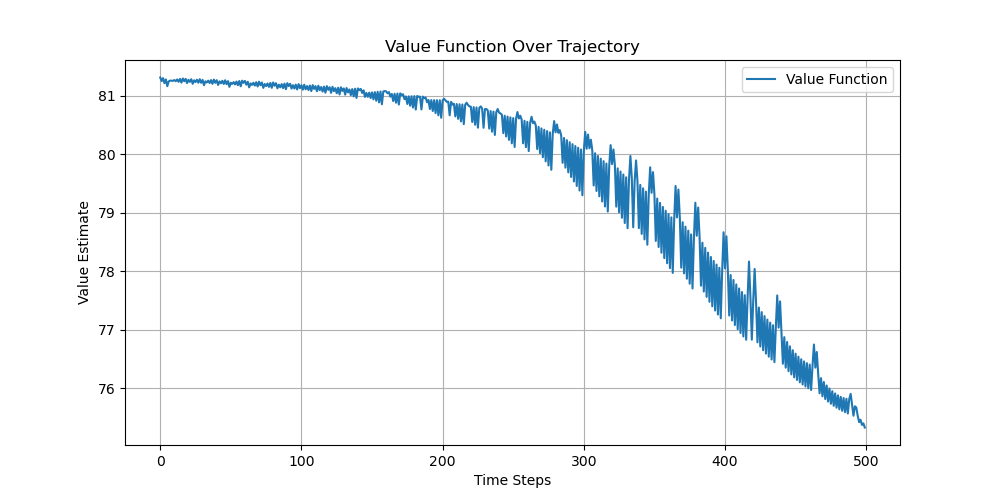 Value Function Over Trajectory
Value Function
81
80
79
78
77
76
Value Estimate
0 100 200 300 400 500
Time Steps